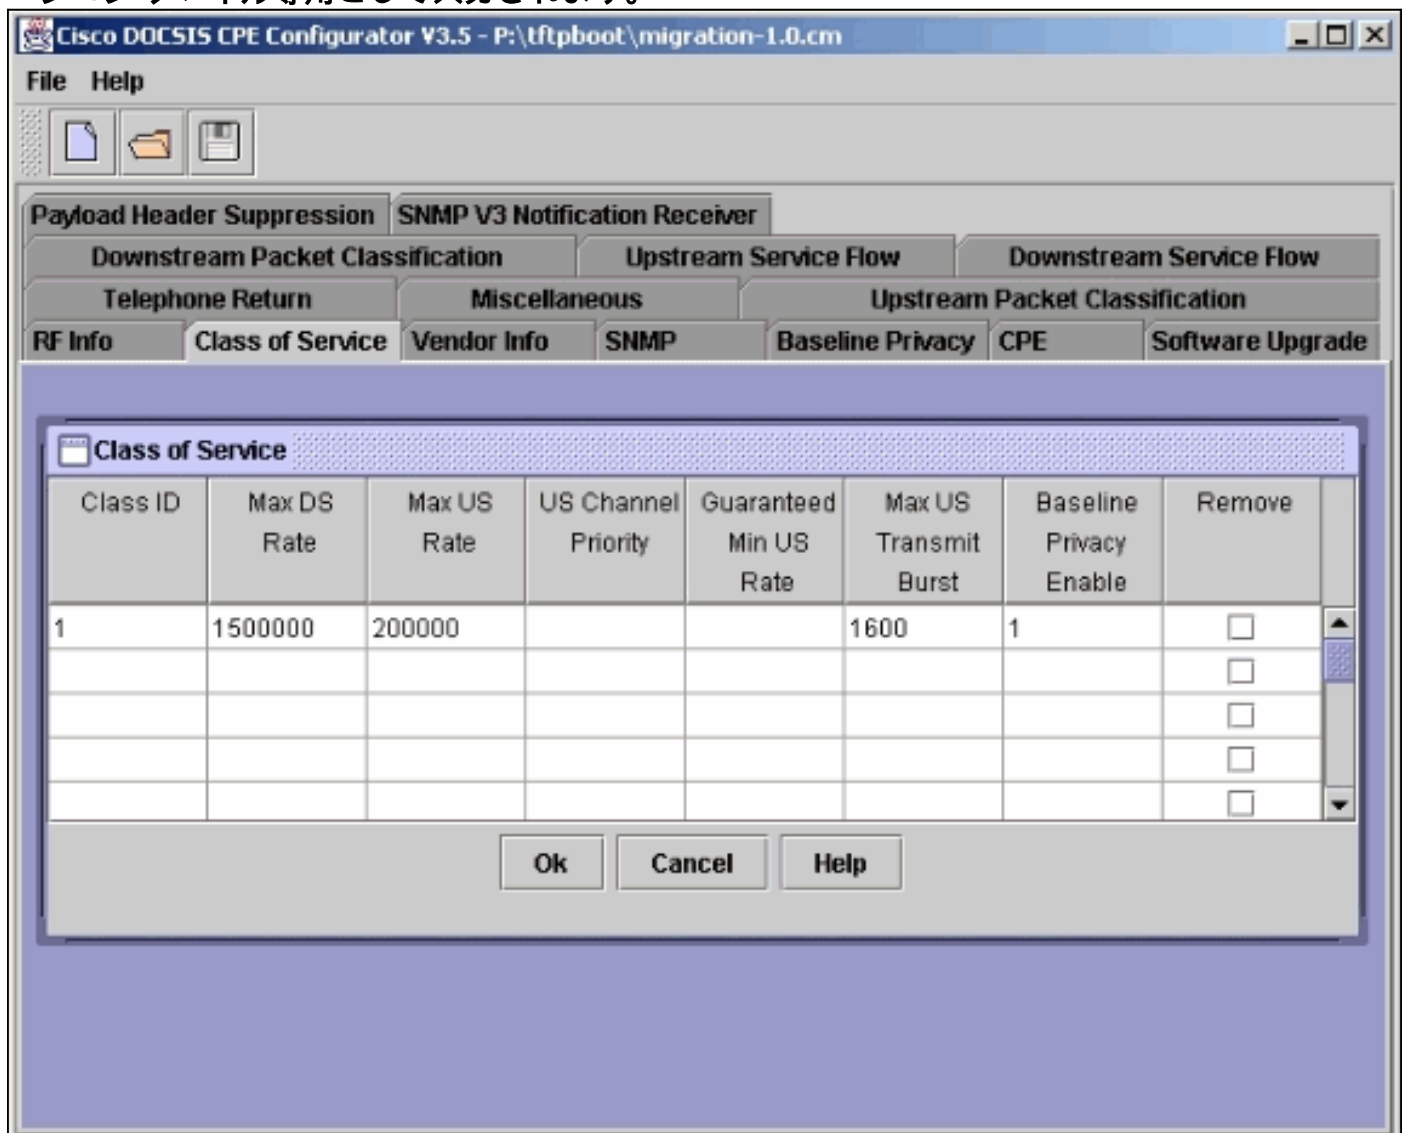 Cisco DOCSIS CPE Configurator V3.5 - P:\tftpboot\migration-1.0.cm
File Help
Payload Header Suppression SNMP V3 Notification Receiver
Downstream Packet Classification Upstream Service Flow Downstream Service Flow
Telephone Return Miscellaneous Upstream Packet Classification
RF Info Class of Service Vendor Info SNMP Baseline Privacy CPE Software Upgrade
Class of Service
Class ID Max DS Rate Max US Rate US Channel Priority Guaranteed Min US Rate Max US Transmit Burst Baseline Privacy Enable Remove
1 1500000 200000 1600 1
Ok Cancel Help